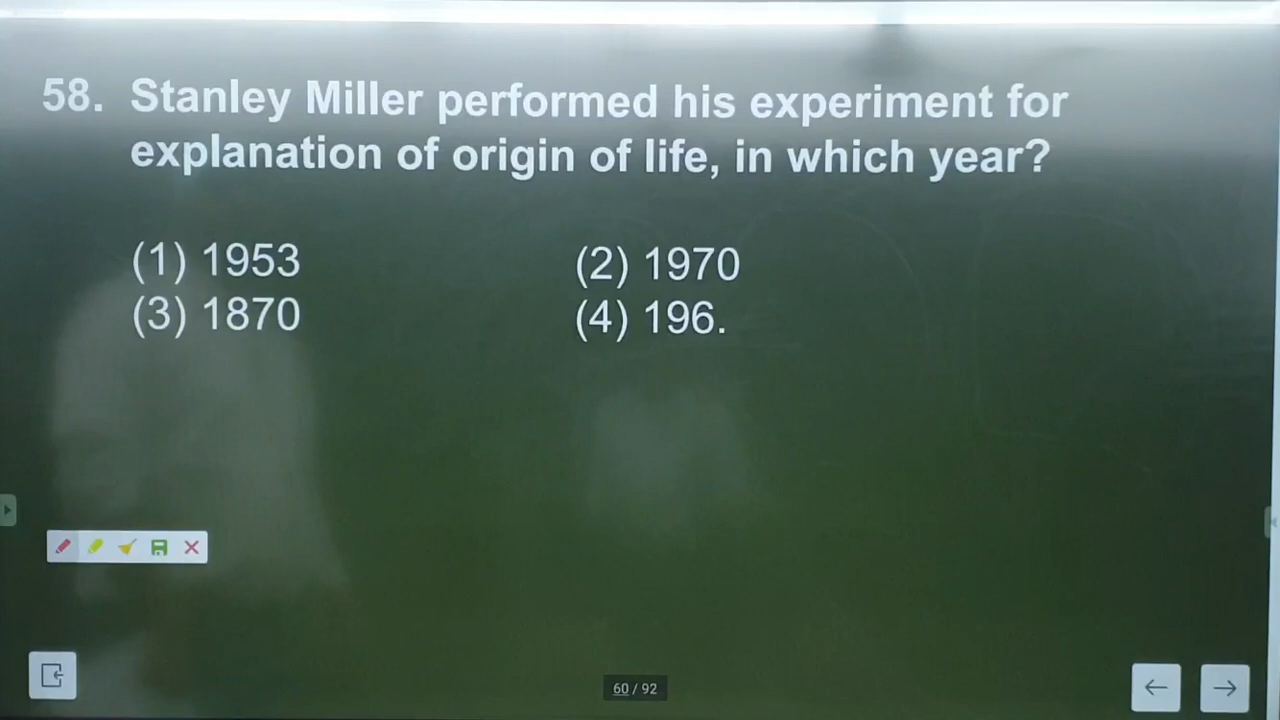 58. Stanley Miller performed his experiment for
explanation of origin of life, in which year?
(1) 1953 (2) 1970
(3) 1870 (4) 196.
60 / 92